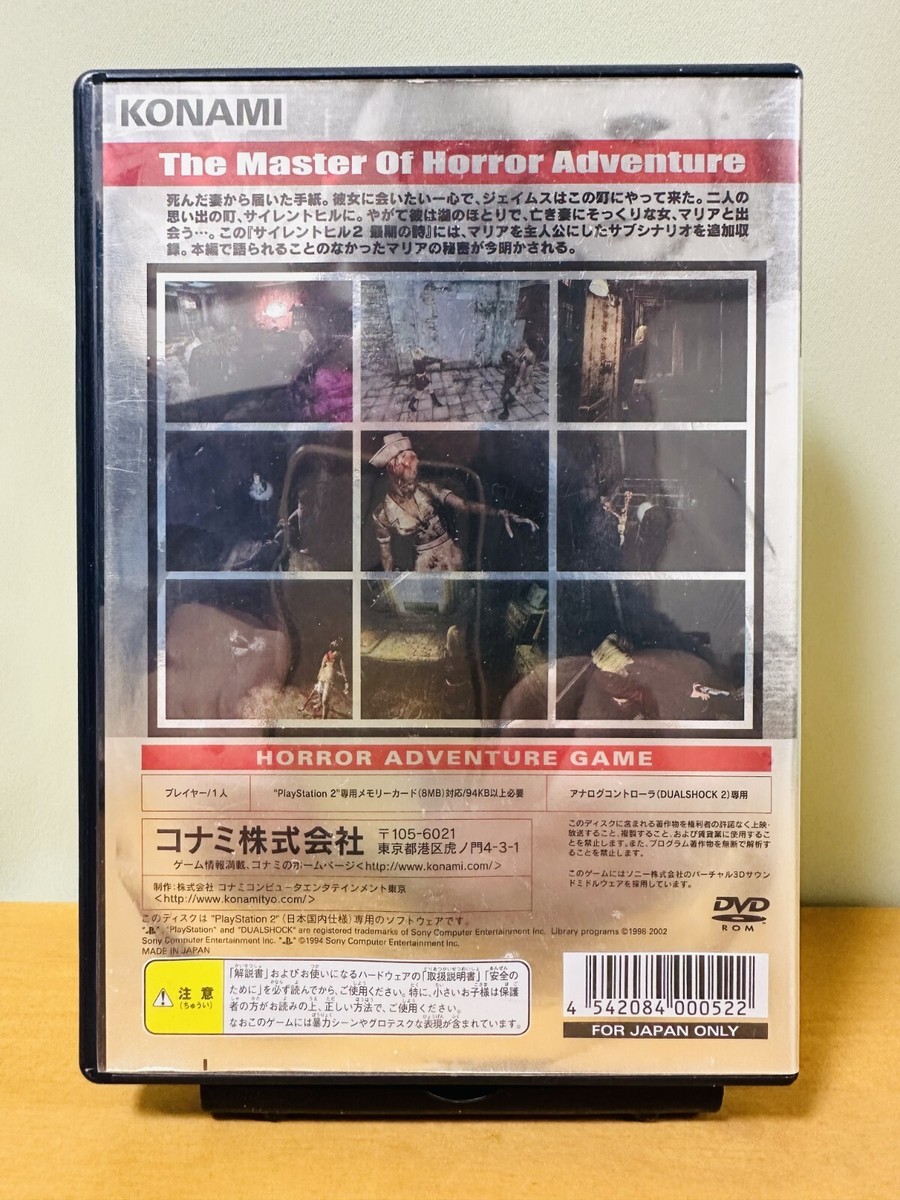 KONAMI
The Master Of Horror Adventure
死んだ妻から届いた手紙。彼女に会いたい一心で、ジェイムスはこの町にやって来た。二人の
思い出の町、サイレントヒルに。やがて彼は湖のほとりで、亡き妻にそっくりな女、マリアと出
会う…。この『サイレントヒル2 最期の詩』には、マリアを主人公にしたサブシナリオを追加収
録。本編で語られることのなかったマリアの秘密が今明かされる。
HORROR ADVENTURE GAME
プレイヤー/1人
"PlayStation 2"専用メモリーカード(8MB)対応/94KB以上必要
アナログコントローラ(DUALSHOCK 2)専用
コナミ株式会社
〒105-6021
東京都港区虎ノ門4-3-1
ゲーム情報満載、コナミのホームページ<http://www.konami.com/>
制作:株式会社 コナミコンピュータエンタテインメント東京
<http://www.konamityo.com/>
このディスクに含まれる著作物を権利者の許諾なく上映・
放送すること、複製すること、および賃貸業に使用するこ
とを禁止します。また、プログラム著作物を無断で解析す
ることを禁止します。
このゲームにはソニー株式会社のバーチャル3Dサウン
ドミドルウェアを採用しています。
DVD
ROM
このディスクは "PlayStation 2" (日本国内仕様) 専用のソフトウェアです。
" ", "PlayStation" and "DUALSHOCK" are registered trademarks of Sony Computer Entertainment Inc. Library programs ©1998-2002
Sony Computer Entertainment Inc. " " ©1994 Sony Computer Entertainment Inc.
MADE IN JAPAN
注意
(ちゅうい)
「解説書」およびお使いになるハードウェアの「取扱説明書」「安全の
ために」を必ず読んでから、ご使用ください。特に、小さいお子様は保護
者の方がお読みの上、正しい方法で、ご使用ください。
なおこのゲームには暴力シーンやグロテスクな表現が含まれています。
4 542084 000522
FOR JAPAN ONLY